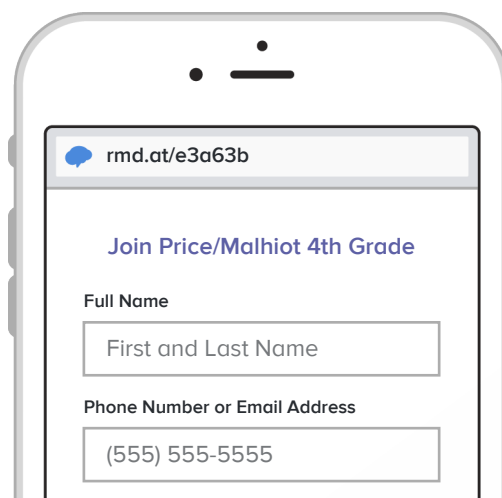 rmd.at/e3a63b
Join Price/Malhiot 4th Grade
Full Name
First and Last Name
Phone Number or Email Address
(555) 555-5555